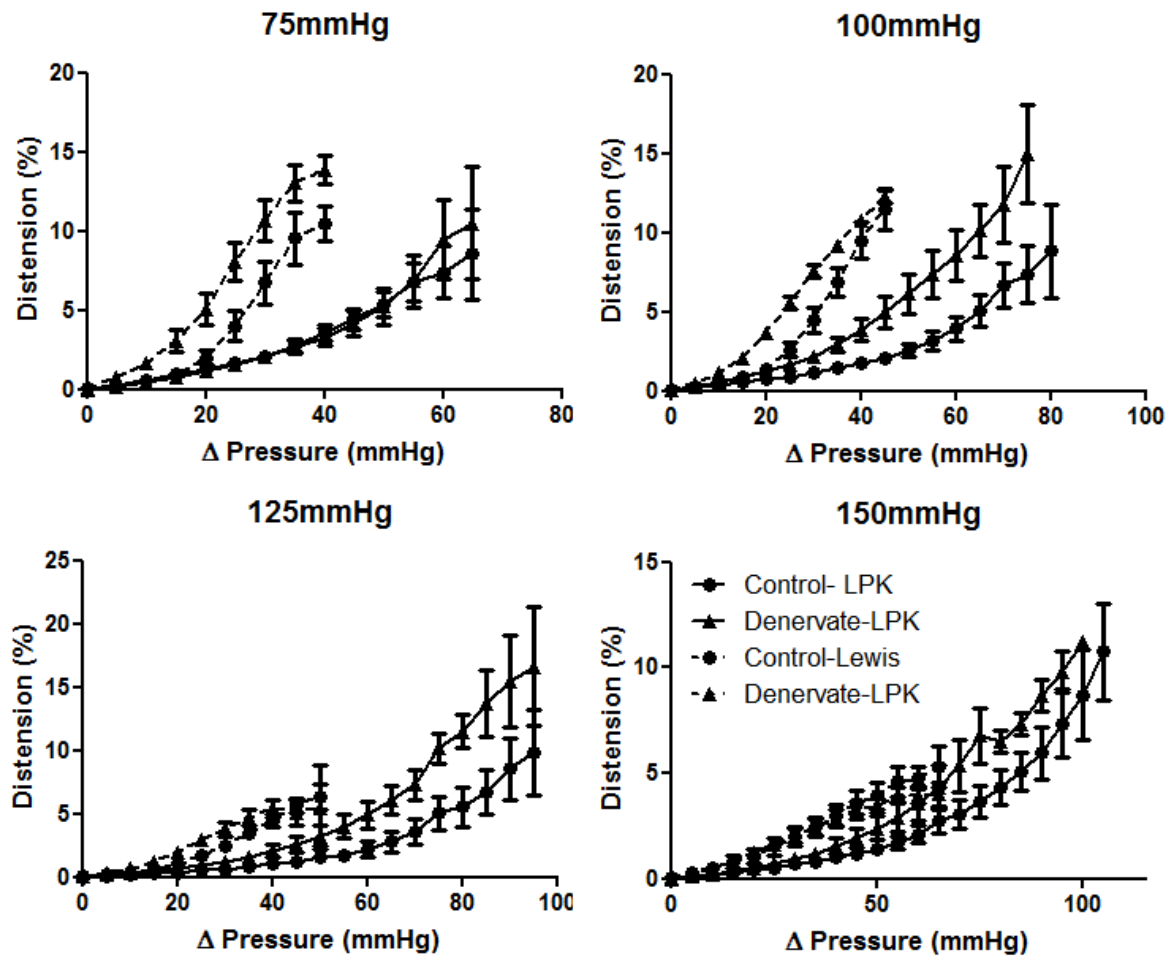 75mmHg
20
15
10
5
0
Distension (%)
0 20 40 60 80
Δ Pressure (mmHg)
100mmHg
20
15
10
5
0
Distension (%)
0 20 40 60 80 100
Δ Pressure (mmHg)
125mmHg
25
20
15
10
5
0
Distension (%)
0 20 40 60 80 100
Δ Pressure (mmHg)
150mmHg
15
10
5
0
Distension (%)
Control- LPK
Denervate-LPK
Control-Lewis
Denervate-LPK
0 50 100
Δ Pressure (mmHg)